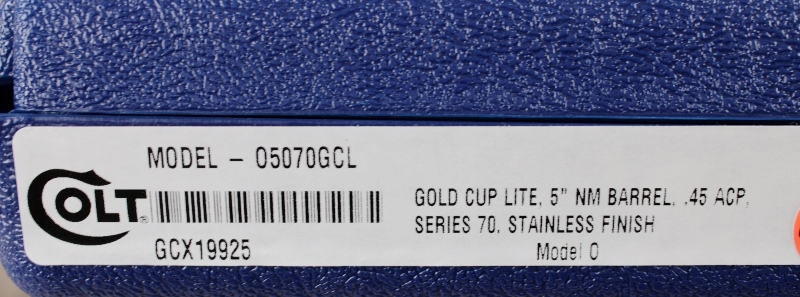 MODEL - O5070GCL
COLT®
GCX19925
GOLD CUP LITE, 5" NM BARREL, .45 ACP,
SERIES 70, STAINLESS FINISH
Model O